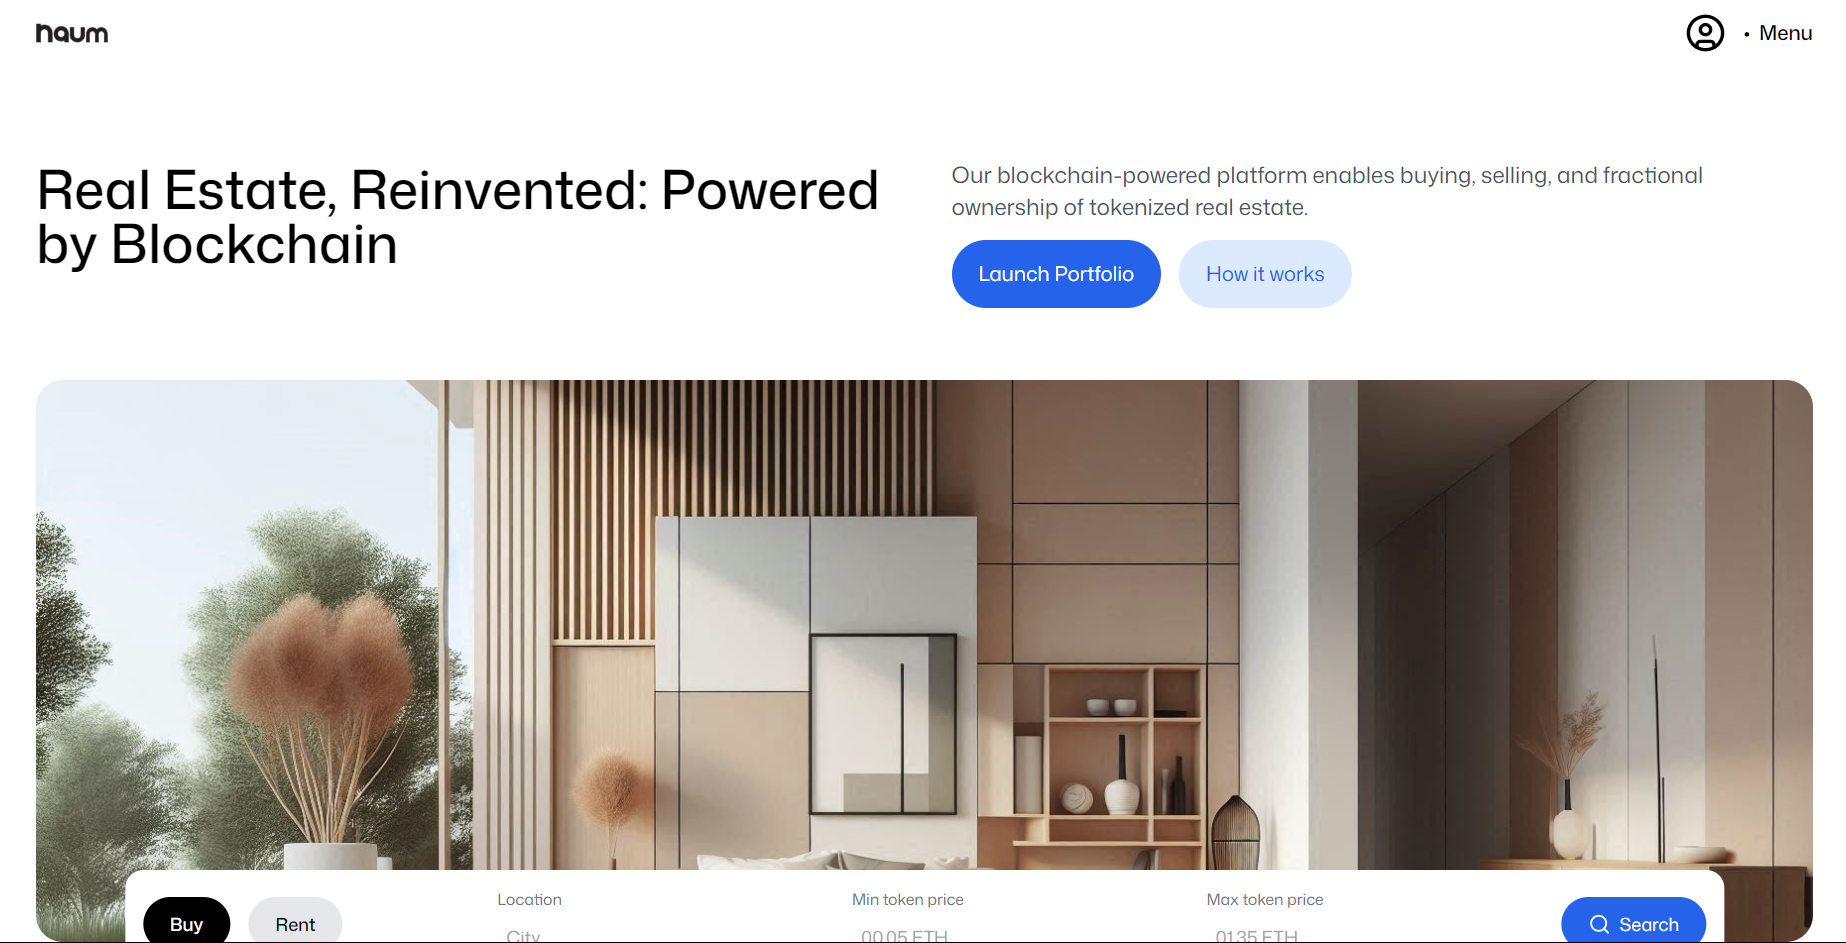 naum
Menu
Real Estate, Reinvented: Powered
by Blockchain
Our blockchain-powered platform enables buying, selling, and fractional
ownership of tokenized real estate.
Launch Portfolio
How it works
Buy
Rent
Location
City
Min token price
00.05 ETH
Max token price
01.35 ETH
Search